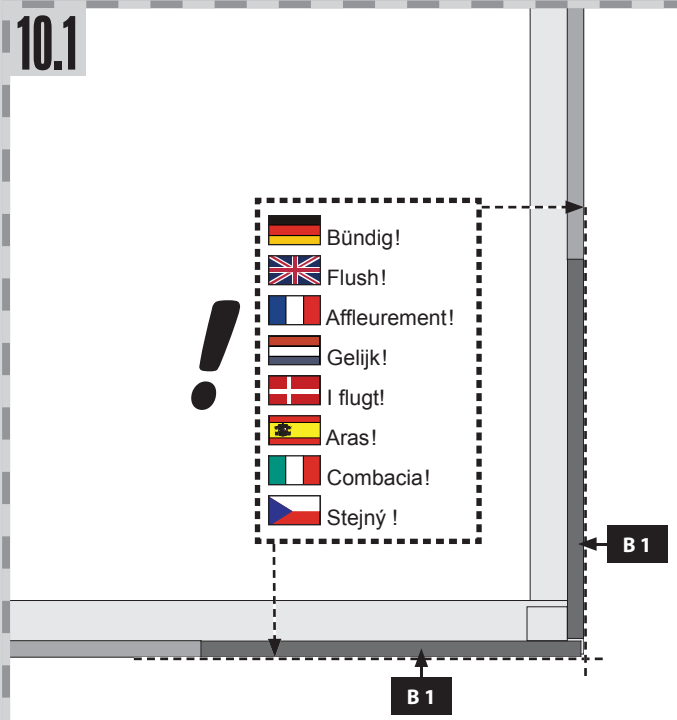 10.1
Bündig!
Flush!
Affleurement!
Gelijk!
I flugt!
Aras!
Combacia!
Stejný !
!
B 1
B 1